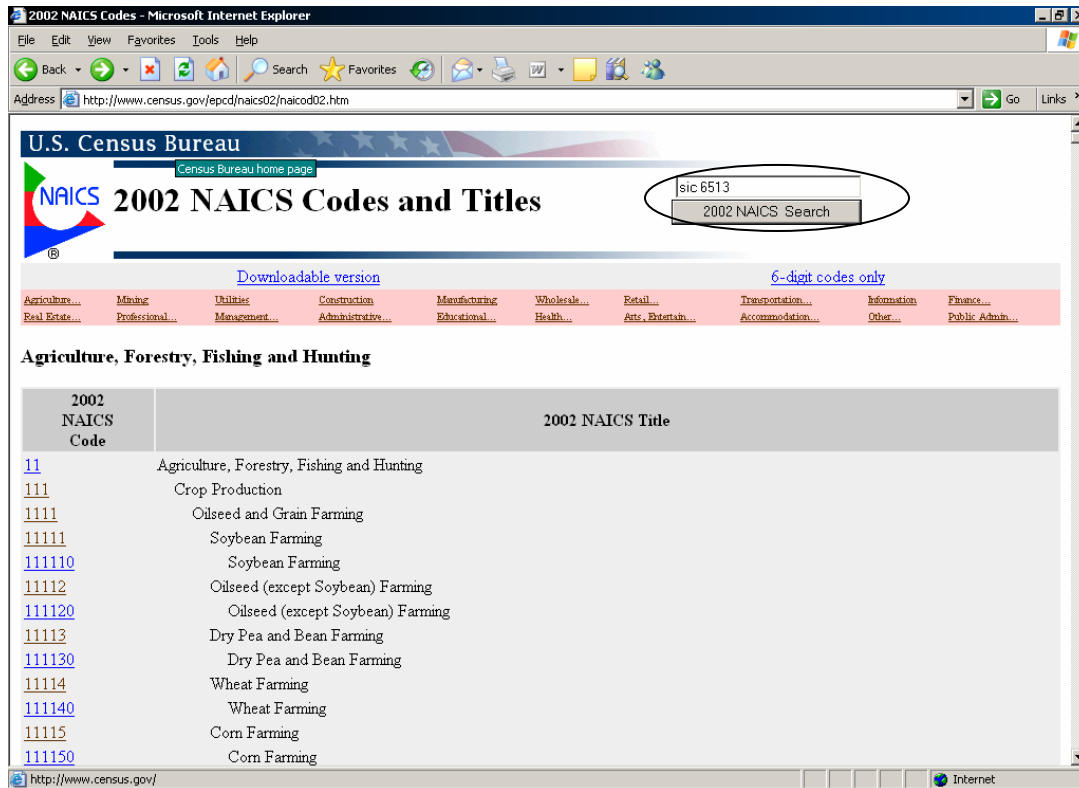 2002 NAICS Codes - Microsoft Internet Explorer
File Edit View Favorites Tools Help
Back Search Favorites
Address http://www.census.gov/epcd/naics02/naicod02.htm Go Links
U.S. Census Bureau
Census Bureau home page
NAICS 2002 NAICS Codes and Titles
®
sic 6513
2002 NAICS Search
Downloadable version 6-digit codes only
Agriculture... Mining Utilities Construction Manufacturing Wholesale... Retail... Transportation... Information Finance...
Real Estate... Professional... Management... Administrative... Educational... Health... Arts, Entertain... Accommodation... Other... Public Admin...
Agriculture, Forestry, Fishing and Hunting
2002
NAICS
Code
2002 NAICS Title
11 Agriculture, Forestry, Fishing and Hunting
111 Crop Production
1111 Oilseed and Grain Farming
11111 Soybean Farming
111110 Soybean Farming
11112 Oilseed (except Soybean) Farming
111120 Oilseed (except Soybean) Farming
11113 Dry Pea and Bean Farming
111130 Dry Pea and Bean Farming
11114 Wheat Farming
111140 Wheat Farming
11115 Corn Farming
111150 Corn Farming
http://www.census.gov/ Internet